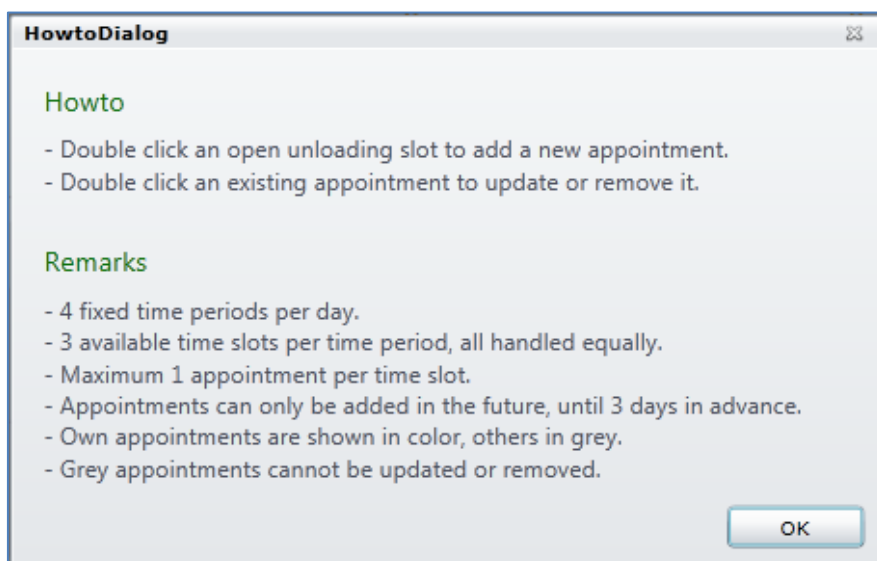 HowtoDialog
Howto
- Double click an open unloading slot to add a new appointment.
- Double click an existing appointment to update or remove it.
Remarks
- 4 fixed time periods per day.
- 3 available time slots per time period, all handled equally.
- Maximum 1 appointment per time slot.
- Appointments can only be added in the future, until 3 days in advance.
- Own appointments are shown in color, others in grey.
- Grey appointments cannot be updated or removed.
OK